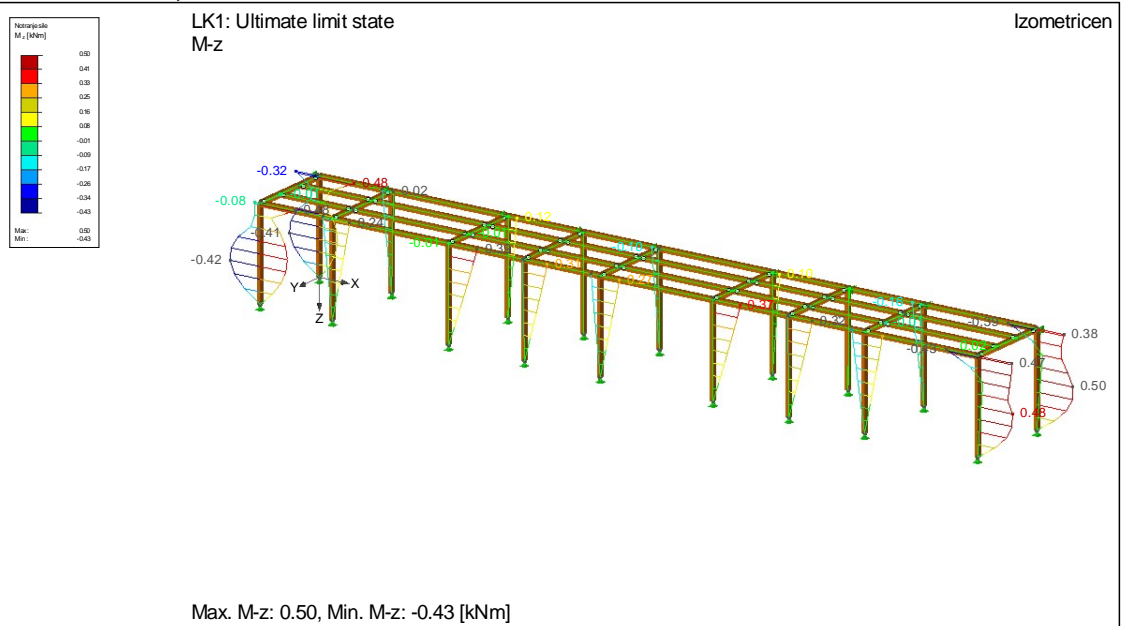 LK1: Ultimate limit state
Izometricen
M-z
Notranje sile
M z [kNm]
0.50
0.41
0.33
0.25
0.16
0.08
-0.01
-0.09
-0.17
-0.26
-0.34
-0.43
Max : 0.50
Min : -0.43
-0.32
-0.48
-0.02
-0.08
-0.24
-0.12
-0.41
-0.01
-0.42
-0.10
-0.37
-0.32
0.38
0.47
0.50
0.48
Y
X
Z
Max. M-z: 0.50, Min. M-z: -0.43 [kNm]